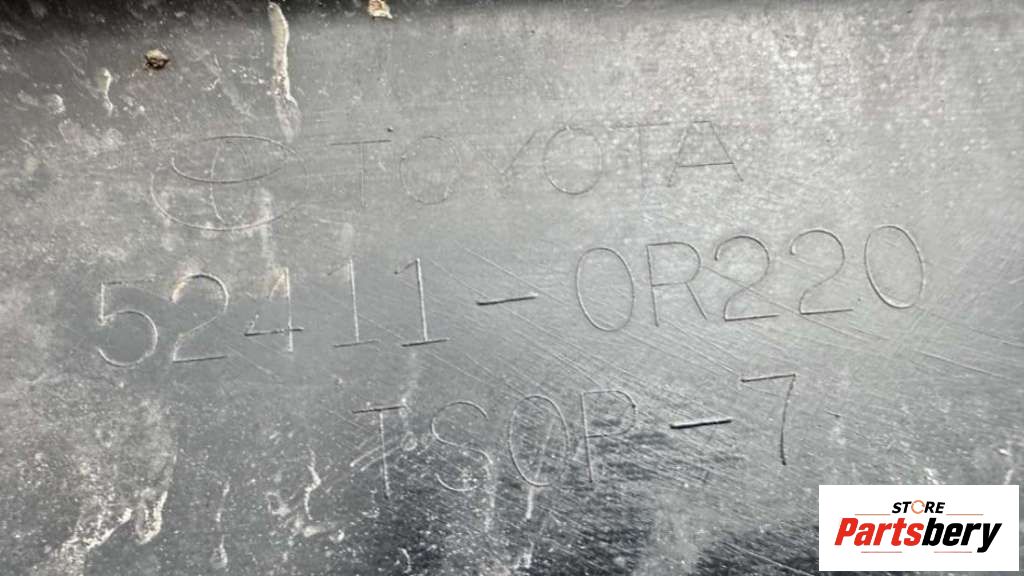 TOYOTA
52411-0R220
TSOP-7
STORE
Partsbery